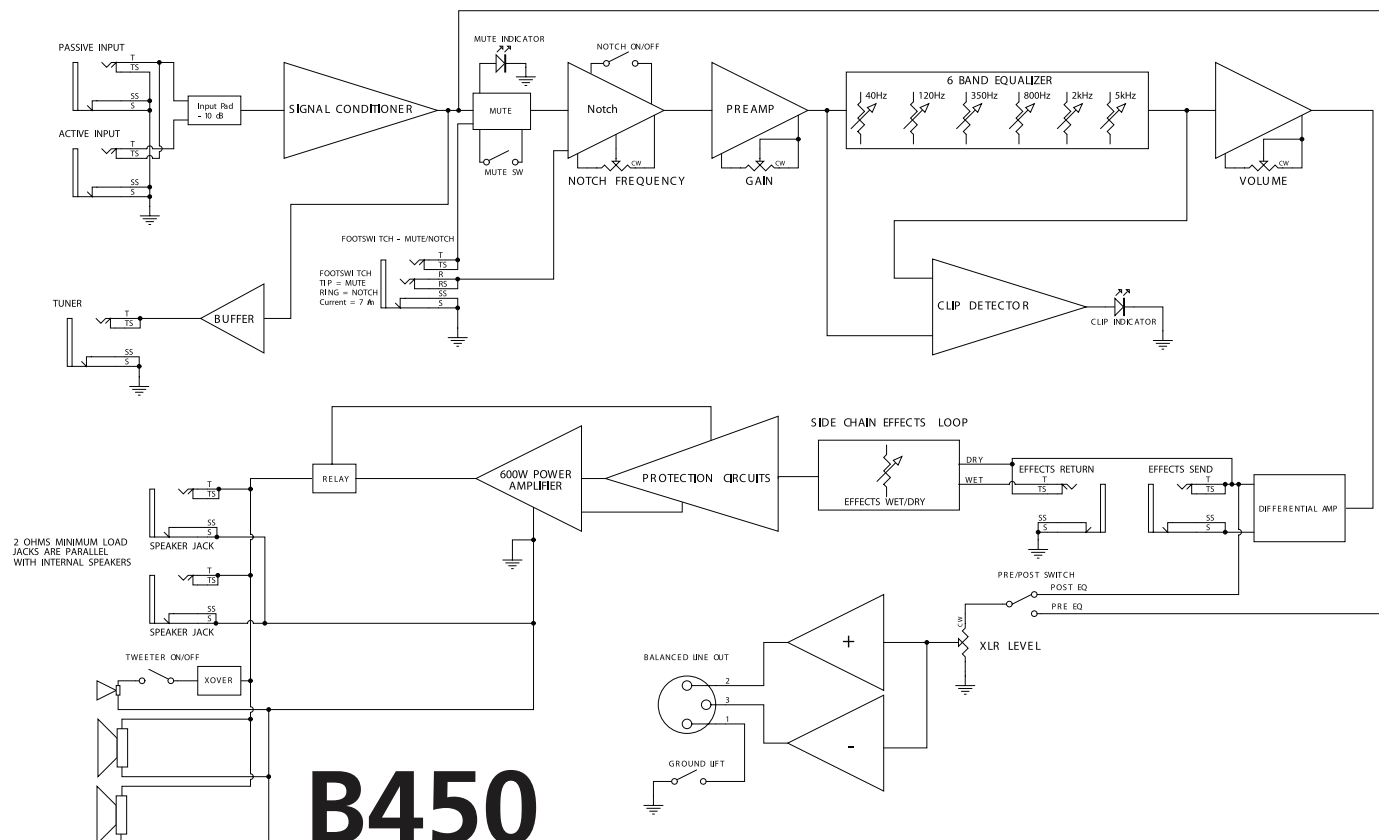 PASSIVE INPUT
T
TS
SS
S
ACTIVE INPUT
T
TS
SS
S
Input Pad
- 10 dB
SIGNAL CONDITIONER
MUTE INDICATOR
MUTE
MUTE SW
NOTCH ON/OFF
Notch
CW
NOTCH FREQUENCY
PREAMP
CW
GAIN
6 BAND EQUALIZER
40Hz
120Hz
350Hz
800Hz
2kHz
5kHz
CW
VOLUME
FOOTSWITCH - MUTE/NOTCH
T
TS
R
RS
SS
S
FOOTSWITCH
TIP = MUTE
RING = NOTCH
Current = 7
TUNER
T
TS
SS
S
BUFFER
CLIP DETECTOR
CLIP INDICATOR
SIDE CHAIN EFFECTS LOOP
DRY
WET
EFFECTS WET/DRY
EFFECTS RETURN
T
TS
SS
S
EFFECTS SEND
T
TS
SS
S
DIFFERENTIAL AMP
PROTECTION CIRCUITS
600W POWER
AMPLIFIER
RELAY
T
TS
SS
S
SPEAKER JACK
2 OHMS MINIMUM LOAD
JACKS ARE PARALLEL
WITH INTERNAL SPEAKERS
T
TS
SS
S
SPEAKER JACK
TWEETER ON/OFF
XOVER
PRE/POST SWITCH
POST EQ
PRE EQ
CW
XLR LEVEL
+
-
BALANCED LINE OUT
2
3
1
GROUND LIFT
B450